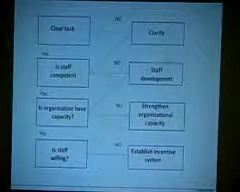 NO
Clear task
Clarify
Yes
NO
Is staff
competent
Staff
development
Yes
NO
Is organisation have
capacity?
Strengthen
organizational
capacity
Yes
NO
Is staff
willing?
Establish incentive
system